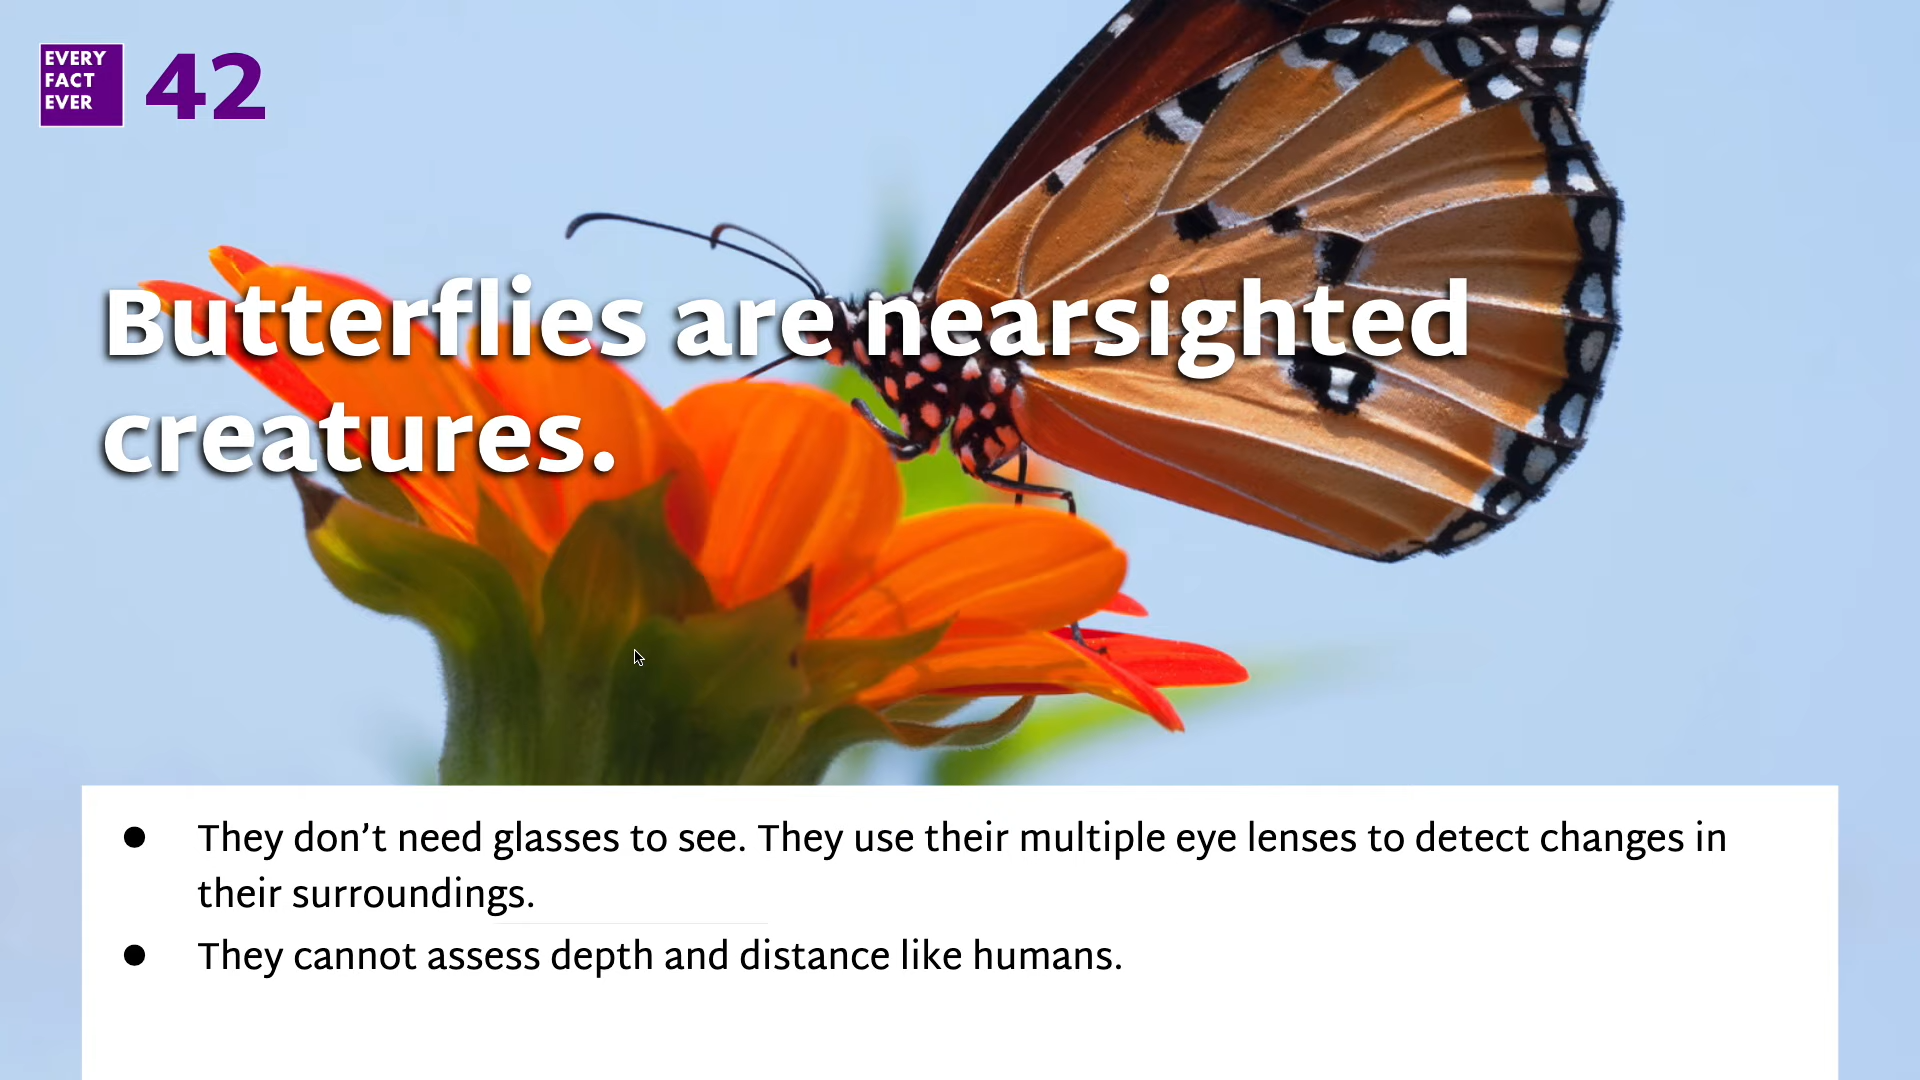 EVERY
FACT
EVER
42
Butterflies are nearsighted
creatures.
● They don’t need glasses to see. They use their multiple eye lenses to detect changes in
their surroundings.
● They cannot assess depth and distance like humans.